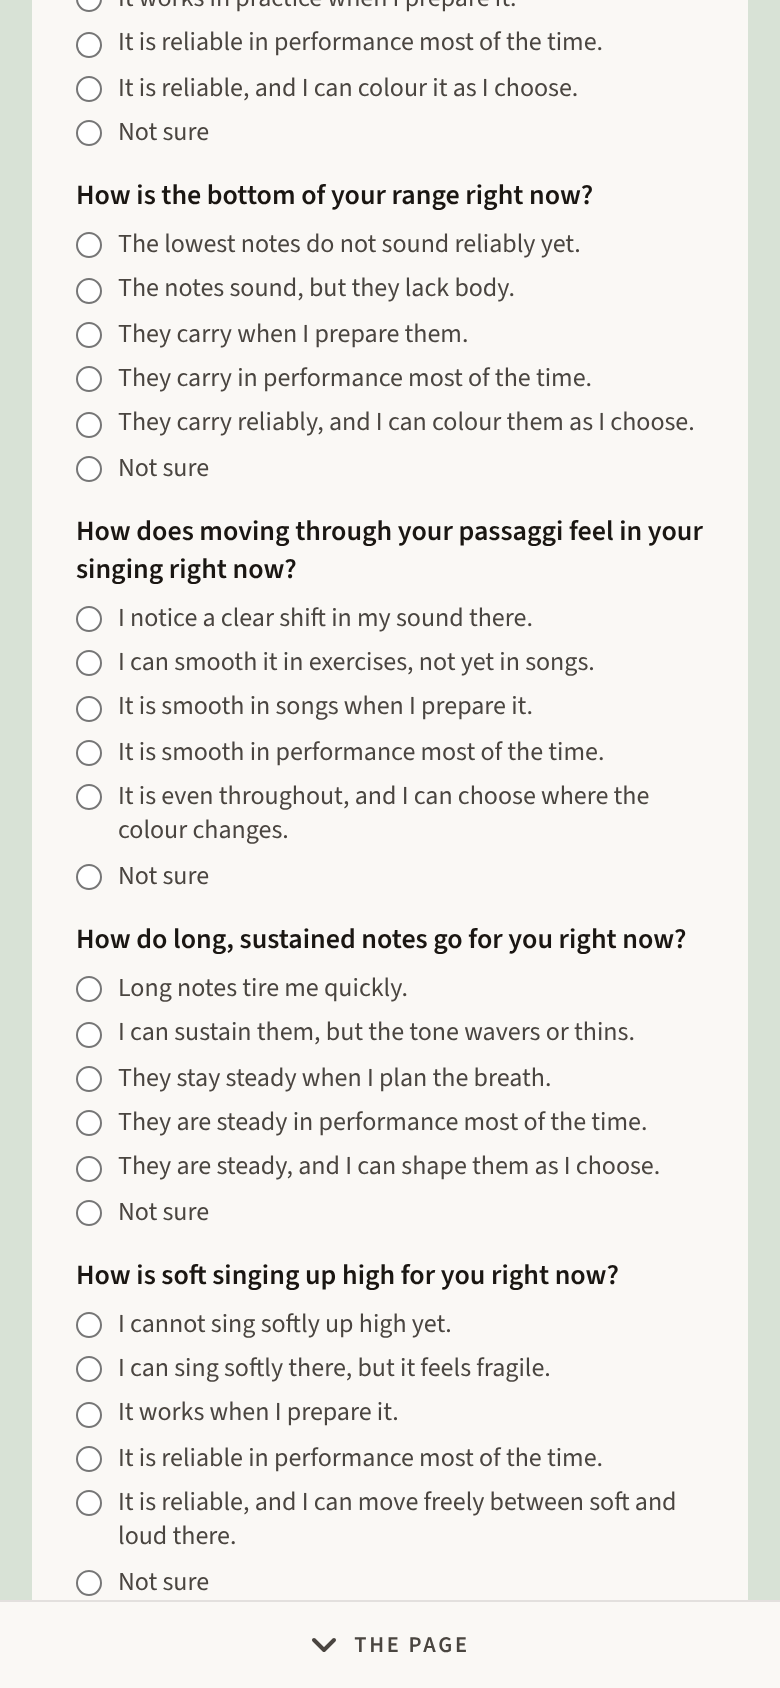 It works in practice when I prepare it.
It is reliable in performance most of the time.
It is reliable, and I can colour it as I choose.
Not sure
How is the bottom of your range right now?
The lowest notes do not sound reliably yet.
The notes sound, but they lack body.
They carry when I prepare them.
They carry in performance most of the time.
They carry reliably, and I can colour them as I choose.
Not sure
How does moving through your passaggi feel in your
singing right now?
I notice a clear shift in my sound there.
I can smooth it in exercises, not yet in songs.
It is smooth in songs when I prepare it.
It is smooth in performance most of the time.
It is even throughout, and I can choose where the
colour changes.
Not sure
How do long, sustained notes go for you right now?
Long notes tire me quickly.
I can sustain them, but the tone wavers or thins.
They stay steady when I plan the breath.
They are steady in performance most of the time.
They are steady, and I can shape them as I choose.
Not sure
How is soft singing up high for you right now?
I cannot sing softly up high yet.
I can sing softly there, but it feels fragile.
It works when I prepare it.
It is reliable in performance most of the time.
It is reliable, and I can move freely between soft and
loud there.
Not sure
THE PAGE